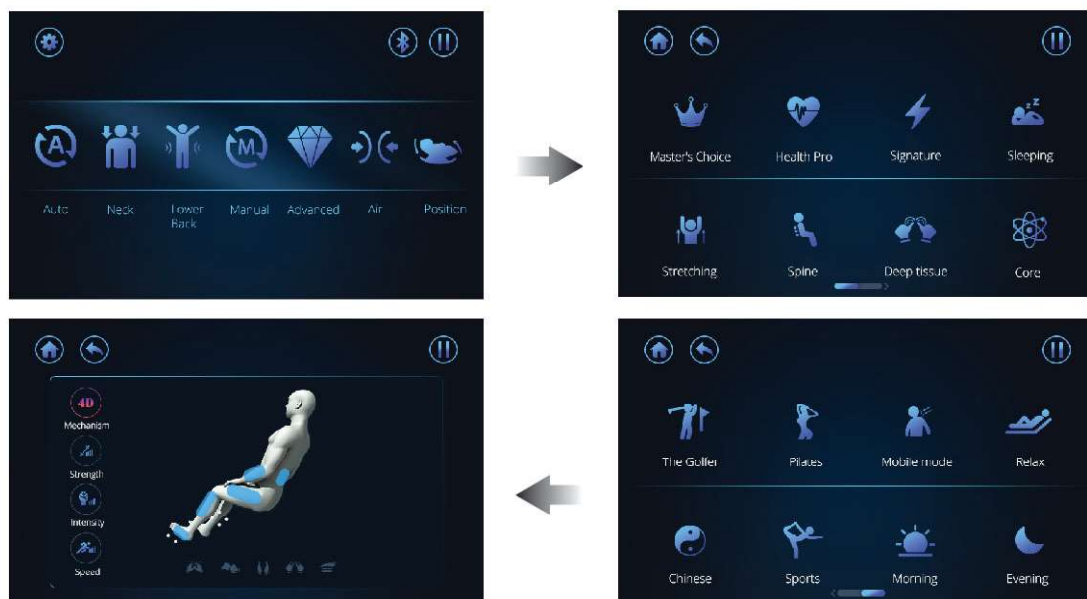 A
M
Auto
Neck
Lower
Back
Manual
Advanced
Air
Position
z z
Master's Choice
Health Pro
Signature
Sleeping
Stretching
Spine
Deep tissue
Core
4D
Mechanism
Strength
Intensity
Speed
The Golfer
Pilates
Mobile mude
Relax
Chinese
Sports
Morning
Evening